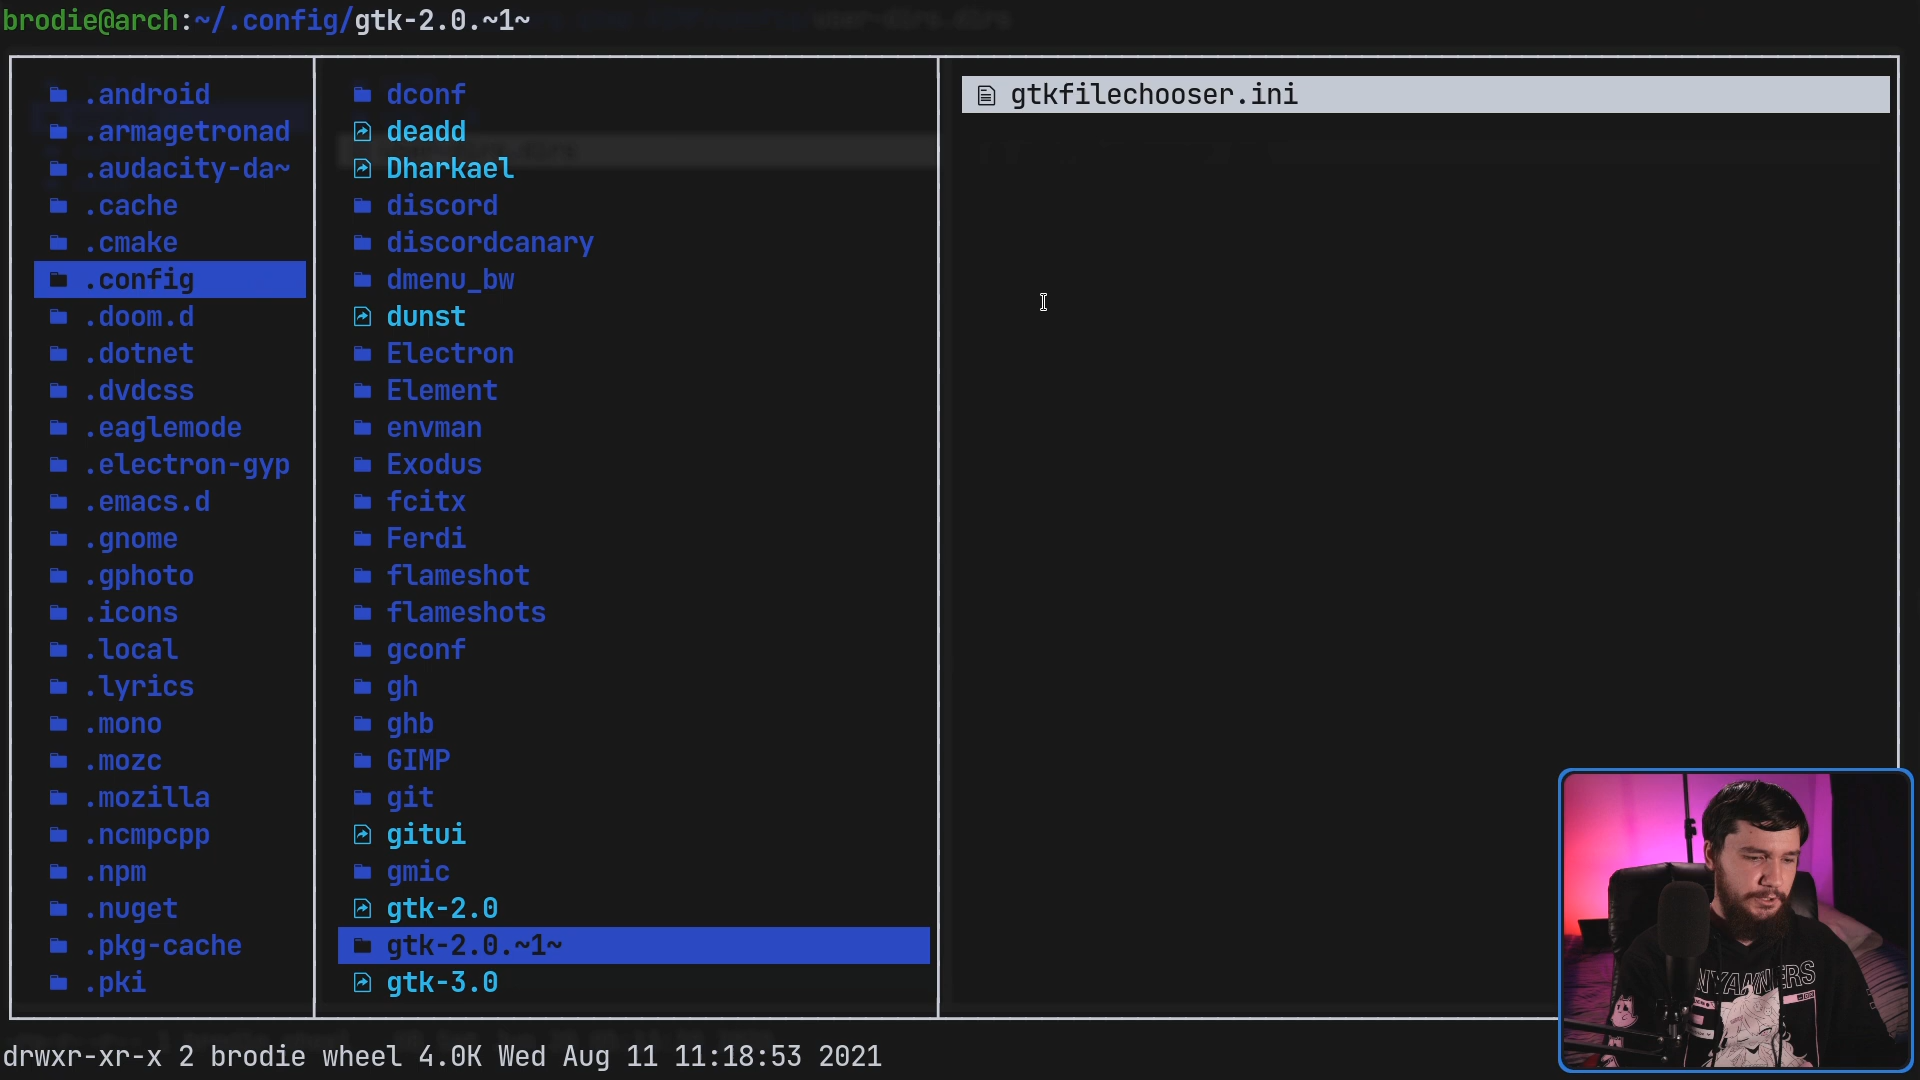 brodie@arch:~/.config/gtk-2.0.~1~
.android
.armagetronad
.audacity-da~
.cache
.cmake
.config
.doom.d
.dotnet
.dvdcss
.eaglemode
.electron-gyp
.emacs.d
.gnome
.gphoto
.icons
.local
.lyrics
.mono
.mozc
.mozilla
.ncmpcpp
.npm
.nuget
.pkg-cache
.pki
dconf
deadd
Dharkael
discord
discordcanary
dmenu_bw
dunst
Electron
Element
envman
Exodus
fcitx
Ferdi
flameshot
flameshots
gconf
gh
ghb
GIMP
git
gitui
gmic
gtk-2.0
gtk-2.0.~1~
gtk-3.0
gtkfilechooser.ini
drwxr-xr-x 2 brodie wheel 4.0K Wed Aug 11 11:18:53 2021